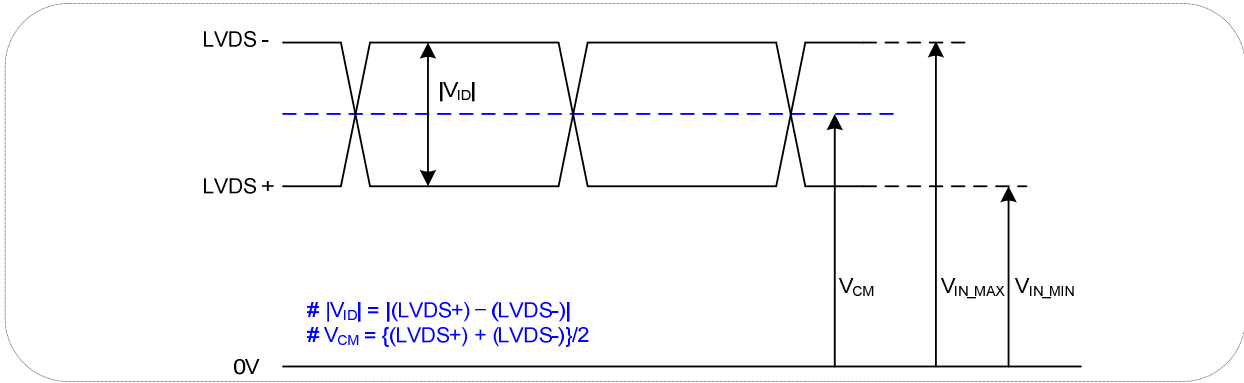 LVDS -
|VID|
LVDS +
VCM
VIN_MAX
VIN_MIN
# |VID| = |(LVDS+) – (LVDS-)|
# VCM = {(LVDS+) + (LVDS-)}/2
0V